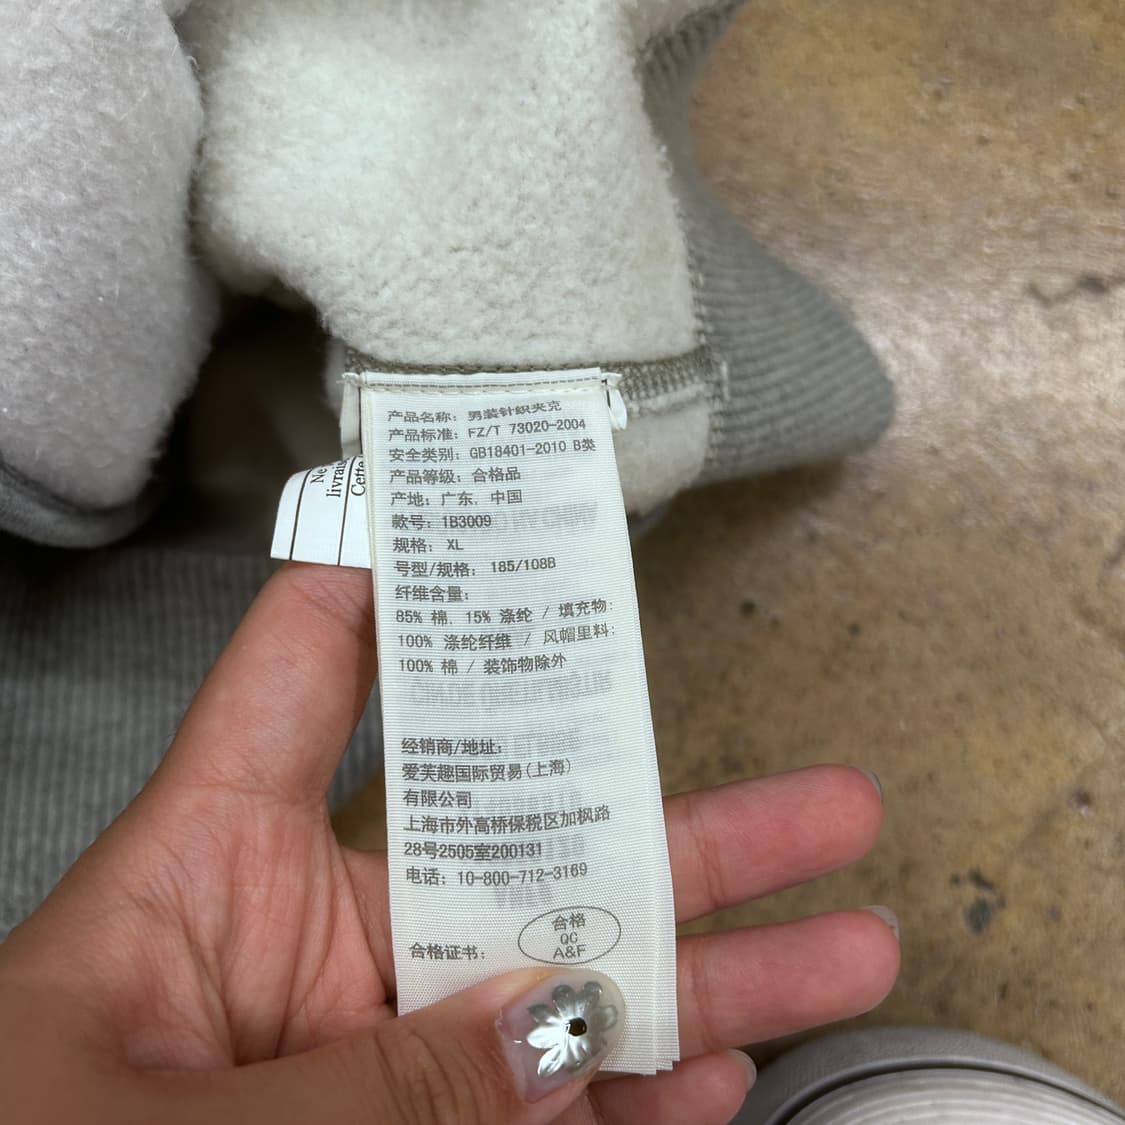 产品名称: 男装针织夹克
产品标准: FZ/T 73020-2004
安全类别: GB18401-2010 B类
产品等级: 合格品
产地: 广东, 中国
款号: 1B3009
规格: XL
号型/规格: 185/108B
纤维含量:
85% 棉, 15% 涤纶 / 填充物:
100% 涤纶纤维 / 风帽里料:
100% 棉 / 装饰物除外
经销商/地址:
爱芙趣国际贸易(上海)
有限公司
上海市外高桥保税区加枫路
28号2505室200131
电话: 10-800-712-3169
合格证书:
合格
QC
A&F
Ne
Cette